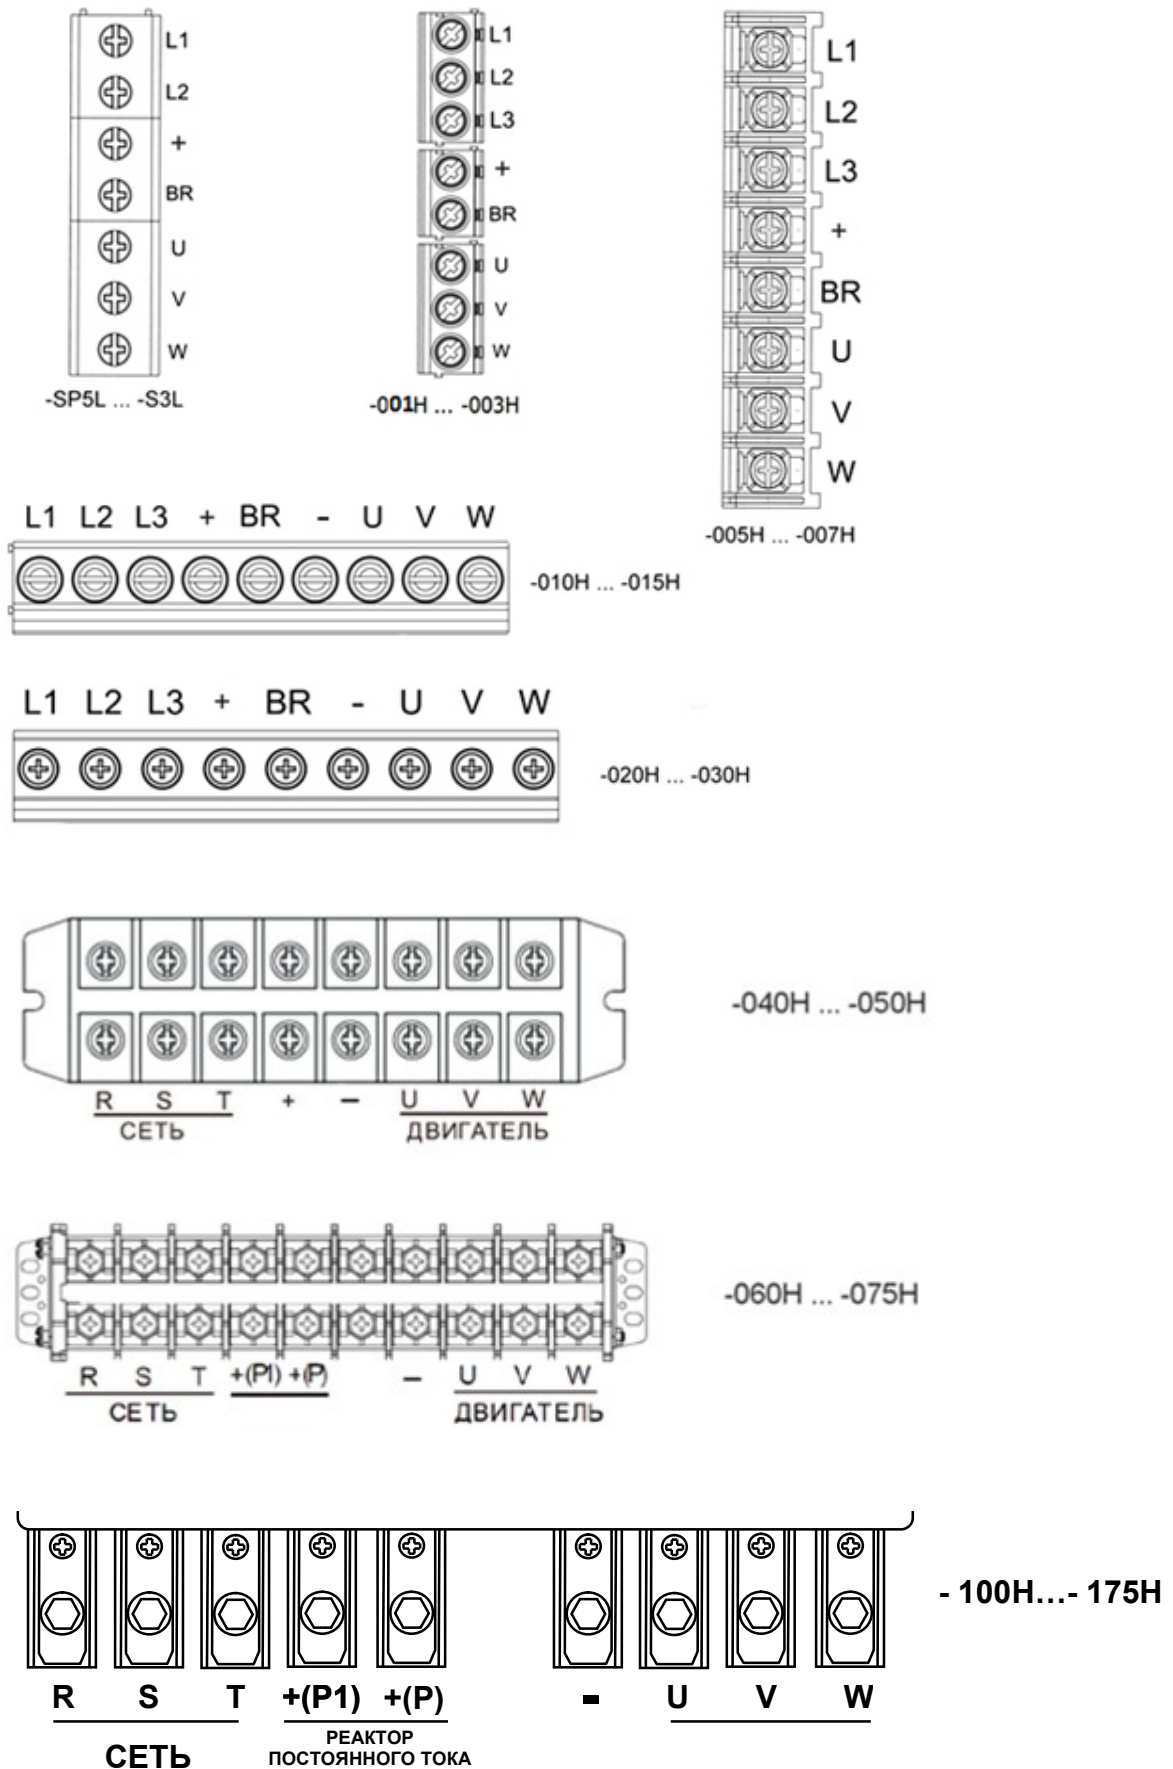 L1
L2
+
BR
U
V
W
-SP5L ... -S3L
L1
L2
L3
+
BR
U
V
W
-001H ... -003H
L1
L2
L3
+
BR
U
V
W
-005H ... -007H
L1 L2 L3 + BR - U V W
-010H ... -015H
L1 L2 L3 + BR - U V W
-020H ... -030H
-040H ... -050H
R S T + − U V W
СЕТЬ ДВИГАТЕЛЬ
-060H ... -075H
R S T +(P1) +(P) − U V W
СЕТЬ ДВИГАТЕЛЬ
- 100H...- 175H
R S T +(P1) +(P) - U V W
СЕТЬ
РЕАКТОР
ПОСТОЯННОГО ТОКА